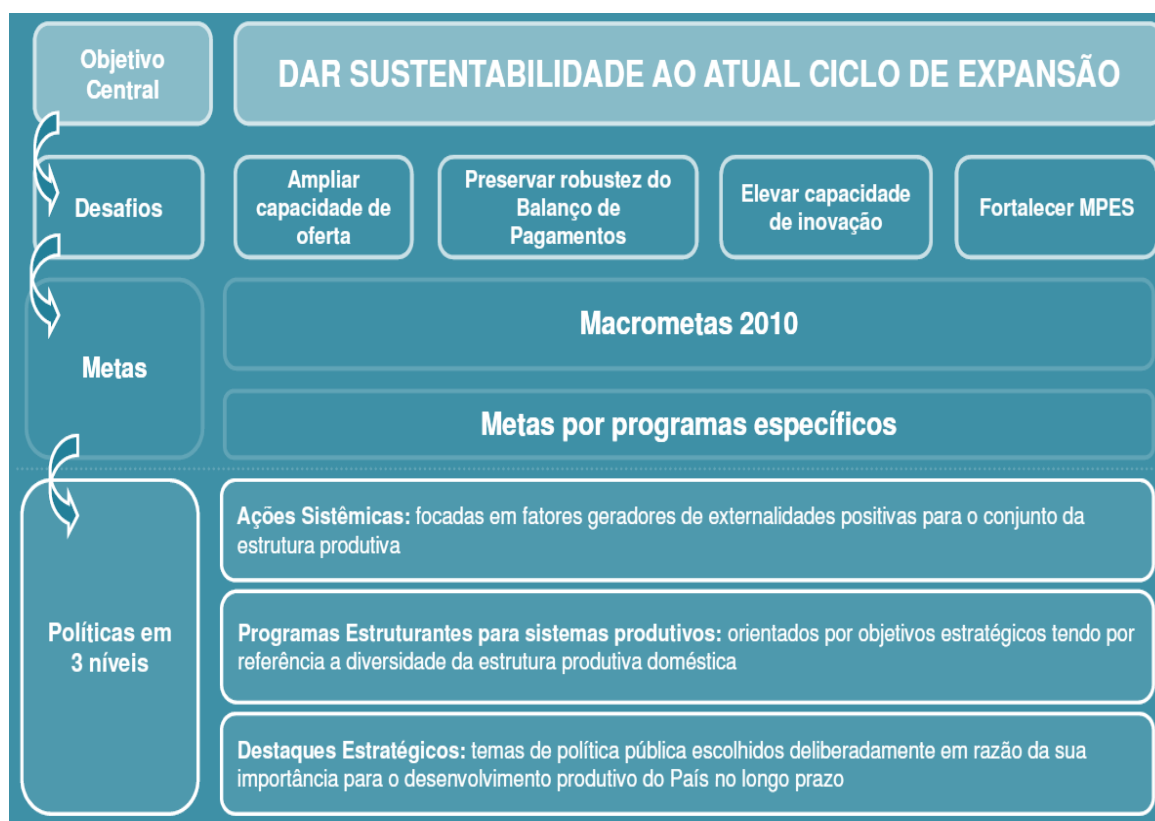 Objetivo
Central
DAR SUSTENTABILIDADE AO ATUAL CICLO DE EXPANSÃO
Desafios
Ampliar
capacidade de
oferta
Preservar robustez do
Balanço de
Pagamentos
Elevar capacidade
de inovação
Fortalecer MPES
Metas
Macrometas 2010
Metas por programas específicos
Políticas em
3 níveis
Ações Sistêmicas: focadas em fatores geradores de externalidades positivas para o conjunto da
estrutura produtiva
Programas Estruturantes para sistemas produtivos: orientados por objetivos estratégicos tendo por
referência a diversidade da estrutura produtiva doméstica
Destaques Estratégicos: temas de política pública escolhidos deliberadamente em razão da sua
importância para o desenvolvimento produtivo do País no longo prazo